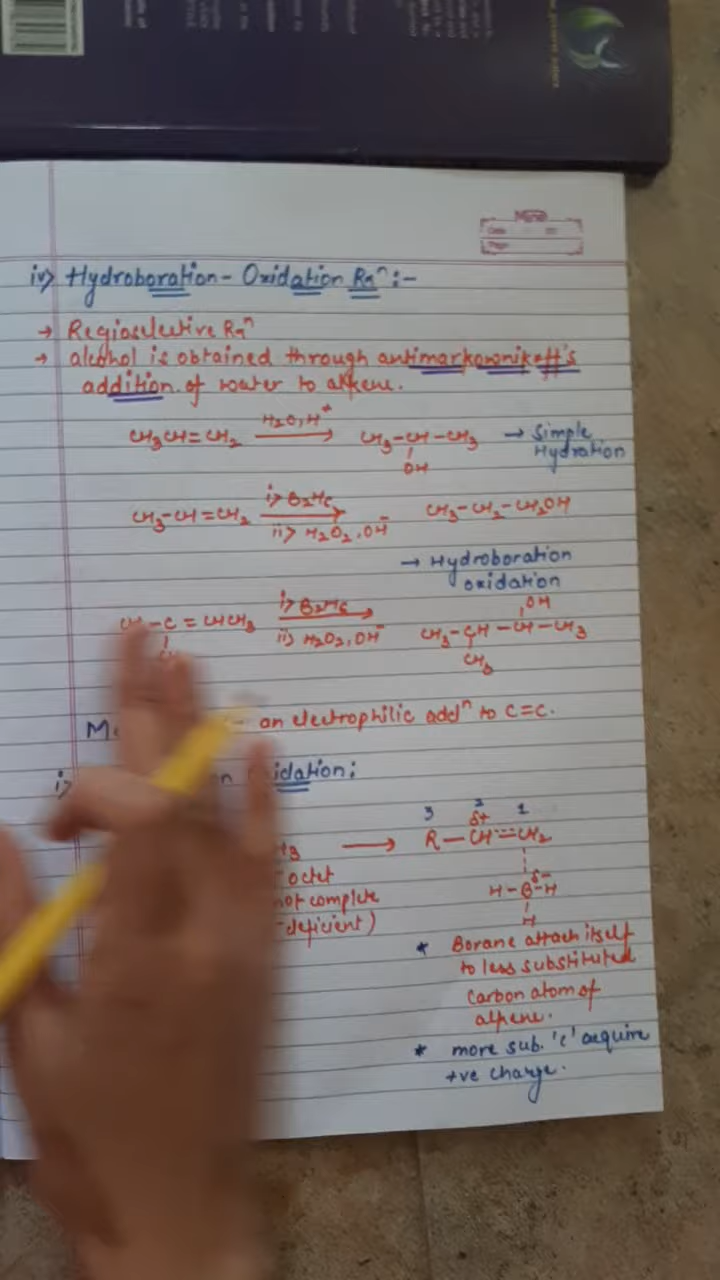 iv) Hydroboration - Oxidation Rxⁿ :-
→ Regioselective Rxⁿ
→ alcohol is obtained through antimarkownikoff's
addition of water to alkene.
CH₃CH=CH₂ H₂O, H⁺ CH₃-CH-CH₃ → Simple
OH Hydration
CH₃-CH=CH₂ i> B₂H₆ CH₃-CH₂-CH₂OH
ii> H₂O₂, OH⁻
→ Hydroboration
oxidation
OH
-C = CHCH₃ i> B₂H₆ CH₃-CH-CH-CH₃
ii> H₂O₂, OH⁻ CH₃
an electrophilic addⁿ to C=C.
i>
3 2 1
→ R-CH=CH₂
δ+
octet
δ-
not complete H-B-H
H
deficient)
* Borane attach itself
to less substituted
Carbon atom of
alkene.
* more sub. 'c' acquire
+ve charge.